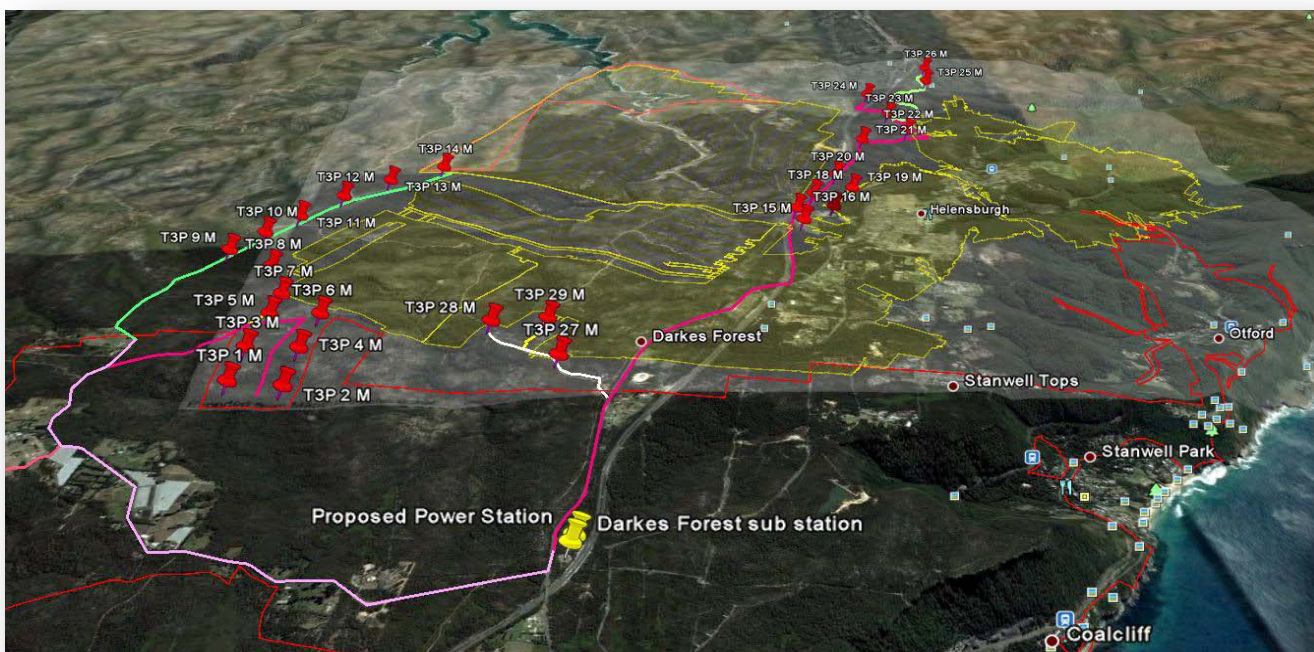 T3P 26 M
T3P 25 M
T3P 24 M
T3P 23 M
T3P 22 M
T3P 21 M
T3P 14 M
T3P 20 M
T3P 12 M
T3P 13 M
T3P 18 M
T3P 19 M
T3P 16 M
T3P 10 M
T3P 15 M
Helensburgh
T3P 11 M
T3P 9 M
T3P 8 M
T3P 7 M
T3P 6 M
T3P 5 M
T3P 28 M
T3P 29 M
T3P 3 M
T3P 27 M
Darkes Forest
Otford
T3P 1 M
T3P 4 M
T3P 2 M
Stanwell Tops
Stanwell Park
Proposed Power Station
Darkes Forest sub station
Coalcliff